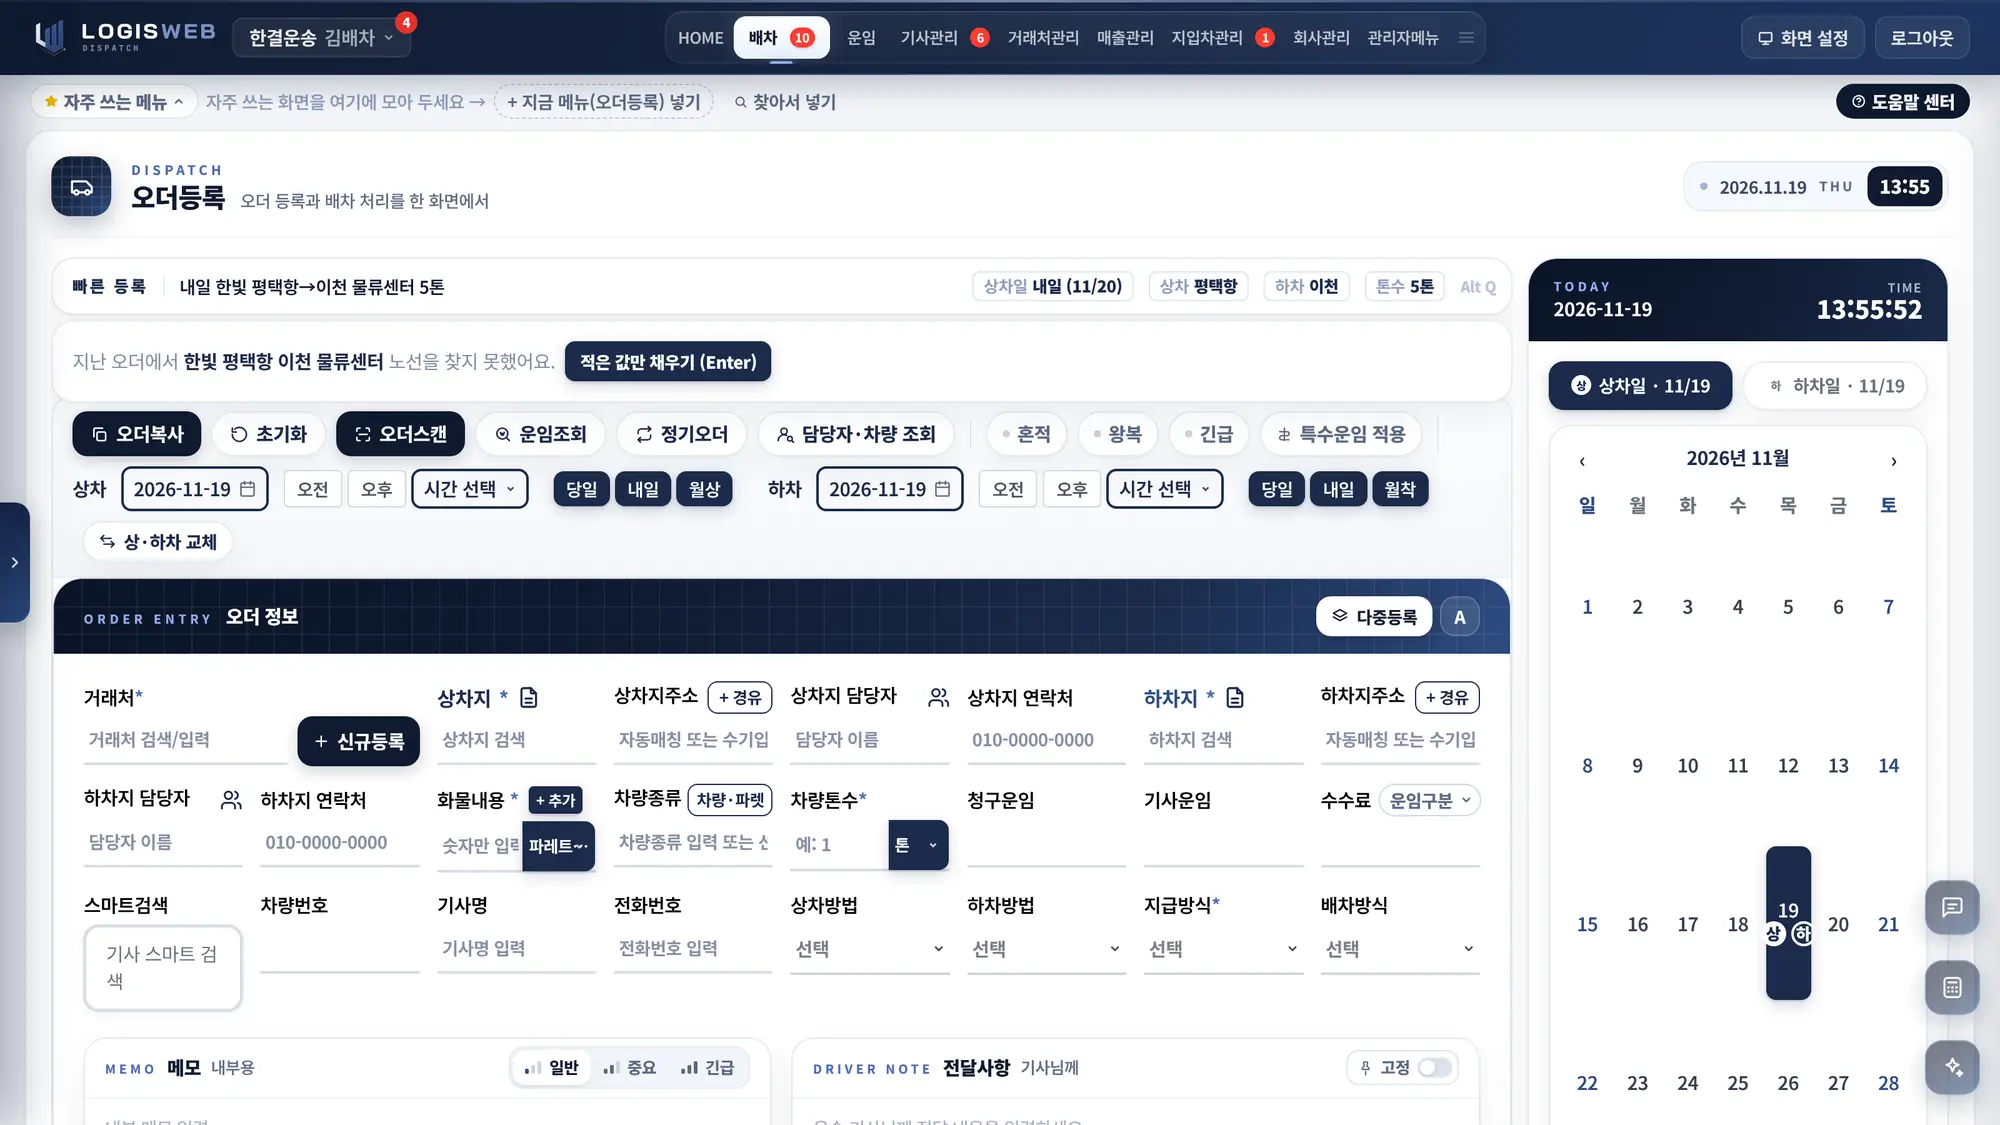 LOGISWEB
DISPATCH
한결운송 김배차
4
HOME
배차 10
운임
기사관리 6
거래처관리
매출관리
지입차관리 1
회사관리
관리자메뉴
화면 설정
로그아웃
자주 쓰는 메뉴
자주 쓰는 화면을 여기에 모아 두세요 →
+ 지금 메뉴(오더등록) 넣기
찾아서 넣기
도움말 센터
DISPATCH
오더등록 오더 등록과 배차 처리를 한 화면에서
2026.11.19 THU 13:55
빠른 등록 내일 한빛 평택항→이천 물류센터 5톤
상차일 내일 (11/20)
상차 평택항
하차 이천
톤수 5톤
Alt Q
지난 오더에서 한빛 평택항 이천 물류센터 노선을 찾지 못했어요. 적은 값만 채우기 (Enter)
오더복사 초기화 오더스캔 운임조회 정기오더 담당자·차량 조회 혼적 왕복 긴급 특수운임 적용
상차 2026-11-19 오전 오후 시간 선택 당일 내일 월상 하차 2026-11-19 오전 오후 시간 선택 당일 내일 월착
상·하차 교체
ORDER ENTRY 오더 정보 다중등록 A
거래처* 상차지 * 상차지주소 + 경유 상차지 담당자 상차지 연락처 하차지 * 하차지주소 + 경유
거래처 검색/입력 + 신규등록 상차지 검색 자동매칭 또는 수기입 담당자 이름 010-0000-0000 하차지 검색 자동매칭 또는 수기입
하차지 담당자 하차지 연락처 화물내용 * + 추가 차량종류 차량·파렛 차량톤수* 청구운임 기사운임 수수료 운임구분
담당자 이름 010-0000-0000 숫자만 입력 파레트 차량종류 입력 또는 예: 1 톤
스마트검색 차량번호 기사명 전화번호 상차방법 하차방법 지급방식* 배차방식
기사 스마트 검색 기사명 입력 전화번호 입력 선택 선택 선택 선택
MEMO 메모 내부용 일반 중요 긴급
DRIVER NOTE 전달사항 기사님께 고정
TODAY
2026-11-19
TIME
13:55:52
상 상차일 · 11/19
하 하차일 · 11/19
‹ 2026년 11월 ›
일 월 화 수 목 금 토
1 2 3 4 5 6 7
8 9 10 11 12 13 14
15 16 17 18 19 20 21
상 하
22 23 24 25 26 27 28